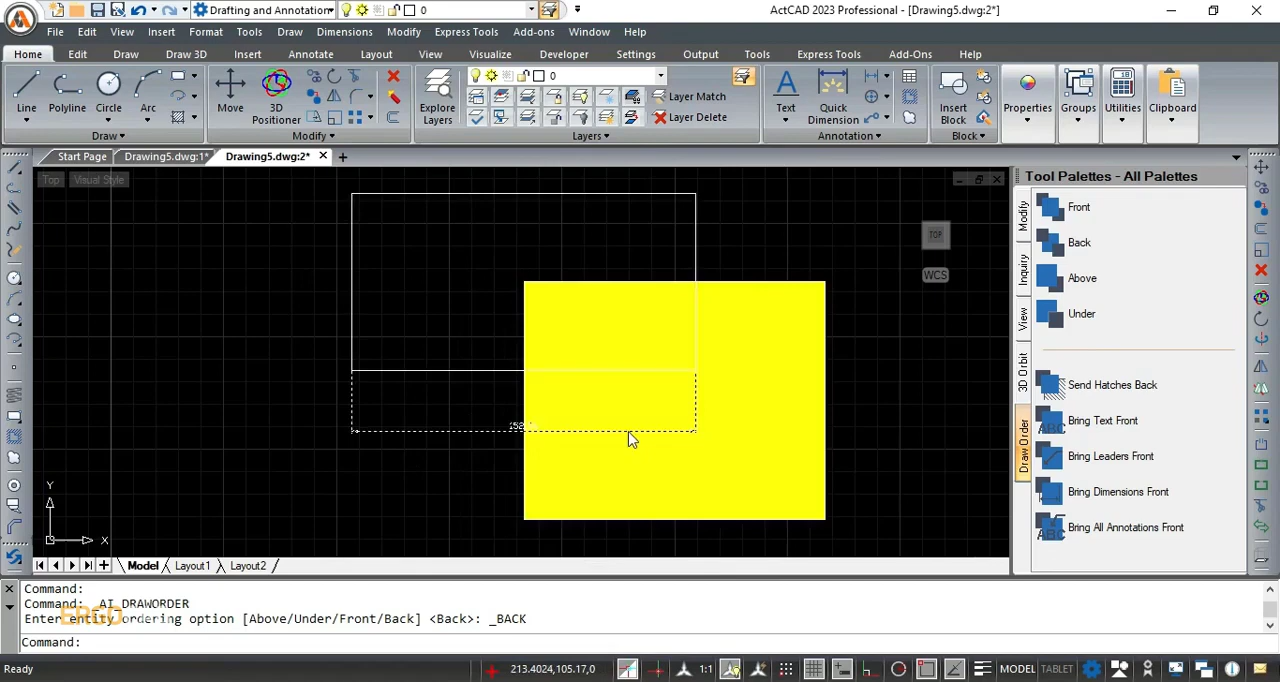 Drafting and Annotation
0
ActCAD 2023 Professional - [Drawing5.dwg:2*]
File Edit View Insert Format Tools Draw Dimensions Modify Express Tools Add-ons Window Help
Home Edit Draw Draw 3D Insert Annotate Layout View Visualize Developer Settings Output Tools Express Tools Add-Ons Help
0
Layer Match
Layer Delete
Line Polyline Circle Arc
Move 3D Positioner
Explore Layers
Text Quick Dimension
Insert Block
Properties Groups Utilities Clipboard
Draw Modify Layers Annotation Block
Start Page Drawing5.dwg:1* Drawing5.dwg:2*
Top Visual Style
TOP
WCS
Y
X
Tool Palettes - All Palettes
Modify
Inquiry
View
3D Orbit
Draw Order
Front
Back
Above
Under
Send Hatches Back
Bring Text Front
Bring Leaders Front
Bring Dimensions Front
Bring All Annotations Front
Model Layout1 Layout2
Command:
Command: _AI_DRAWORDER
Enter entity ordering option [Above/Under/Front/Back] <Back>: _BACK
Command:
Ready
213.4024,105.17,0
1:1
MODEL TABLET